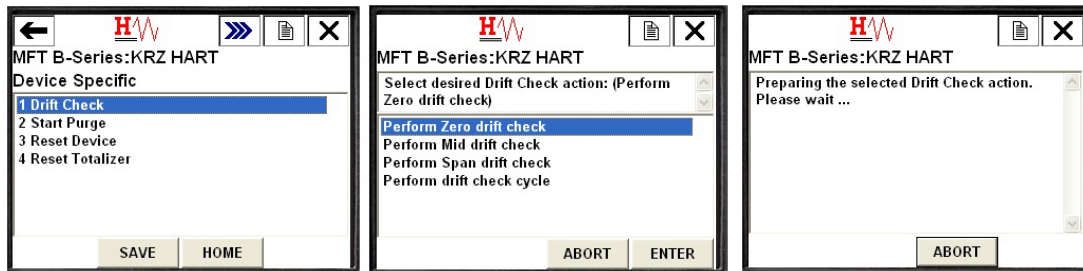 H
MFT B-Series:KRZ HART
Device Specific
1 Drift Check
2 Start Purge
3 Reset Device
4 Reset Totalizer
SAVE HOME
H
MFT B-Series:KRZ HART
Select desired Drift Check action: (Perform
Zero drift check)
Perform Zero drift check
Perform Mid drift check
Perform Span drift check
Perform drift check cycle
ABORT ENTER
H
MFT B-Series:KRZ HART
Preparing the selected Drift Check action.
Please wait ...
ABORT